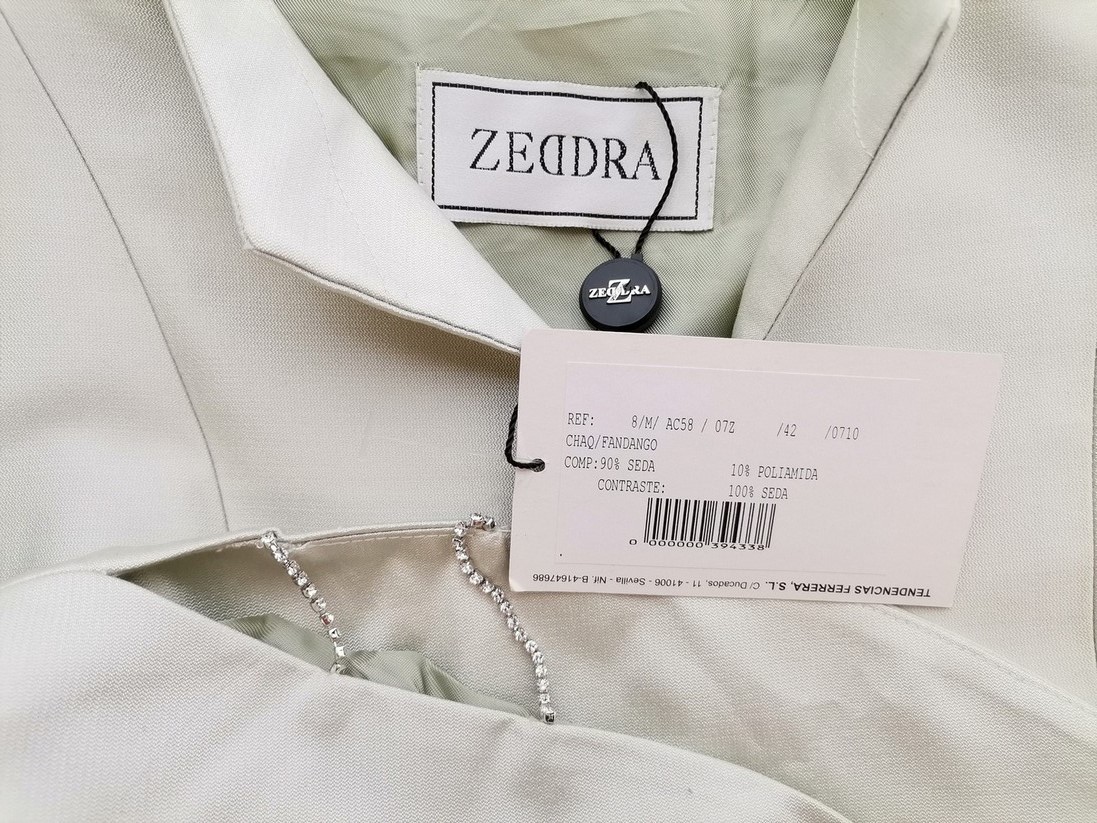 ZEDDRA
ZEDDRA
REF: 8/M/ AC58 / 07Z /42 /0710
CHAQ/FANDANGO
COMP:90% SEDA 10% POLIAMIDA
CONTRASTE: 100% SEDA
0 000000 394338
TENDENCIAS FERRERA, S.L. C/ Ducados, 11 - 41006 - Sevilla - Nif. B-41647686